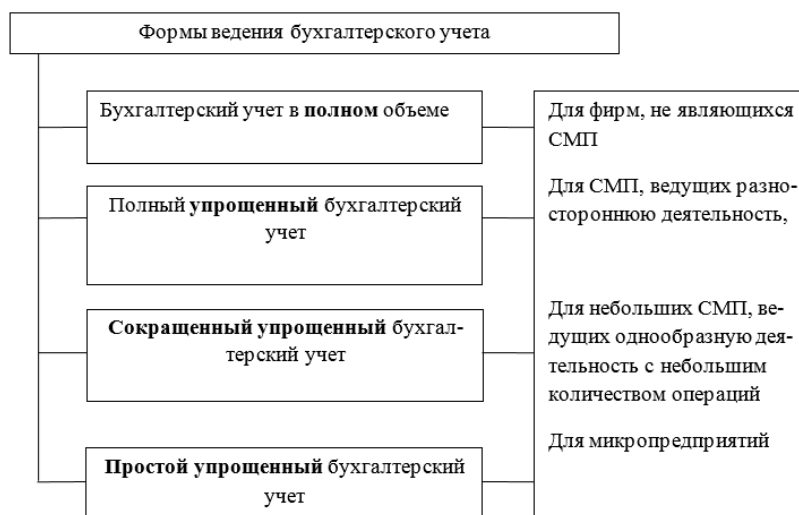 Формы ведения бухгалтерского учета
Бухгалтерский учет в полном объеме
Для фирм, не являющихся
СМП
Полный упрощенный бухгалтерский
учет
Для СМП, ведущих разно-
стороннюю деятельность,
Сокращенный упрощенный бухгал-
терский учет
Для небольших СМП, ве-
дущих однообразную дея-
тельность с небольшим
количеством операций
Простой упрощенный бухгалтерский
учет
Для микропредприятий